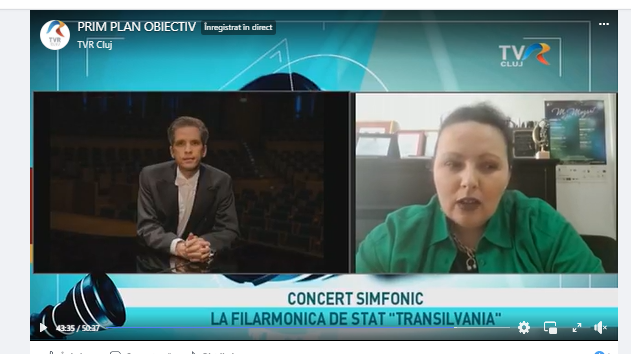 PRIM PLAN OBIECTIV
Înregistrat în direct
TVR Cluj
TVR
CLUJ
CONCERT SIMFONIC
LA FILARMONICA DE STAT "TRANSILVANIA"
43:35 / 50:37